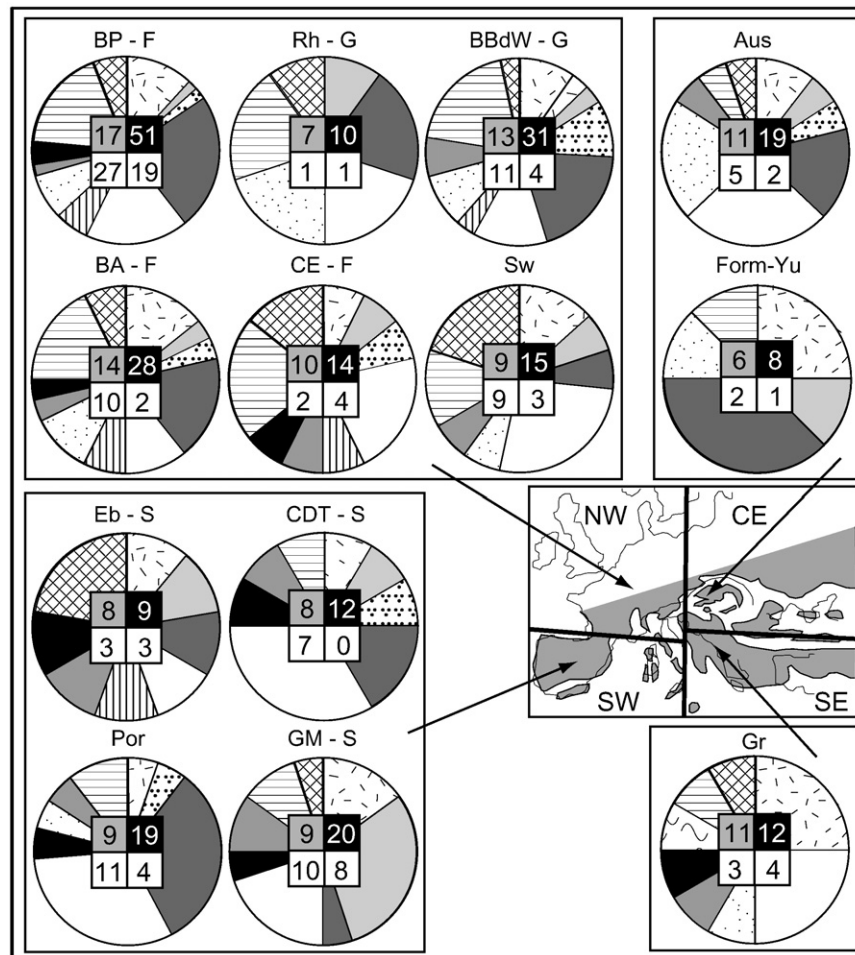 BP - F
Rh - G
BBdW - G
17 51
27 19
7 10
1 1
13 31
11 4
BA - F
CE - F
Sw
14 28
10 2
10 14
2 4
9 15
9 3
Aus
11 19
5 2
Form-Yu
6 8
2 1
Eb - S
CDT - S
8 9
3 3
8 12
7 0
Por
GM - S
9 19
11 4
9 20
10 8
NW CE
SW SE
Gr
11 12
3 4